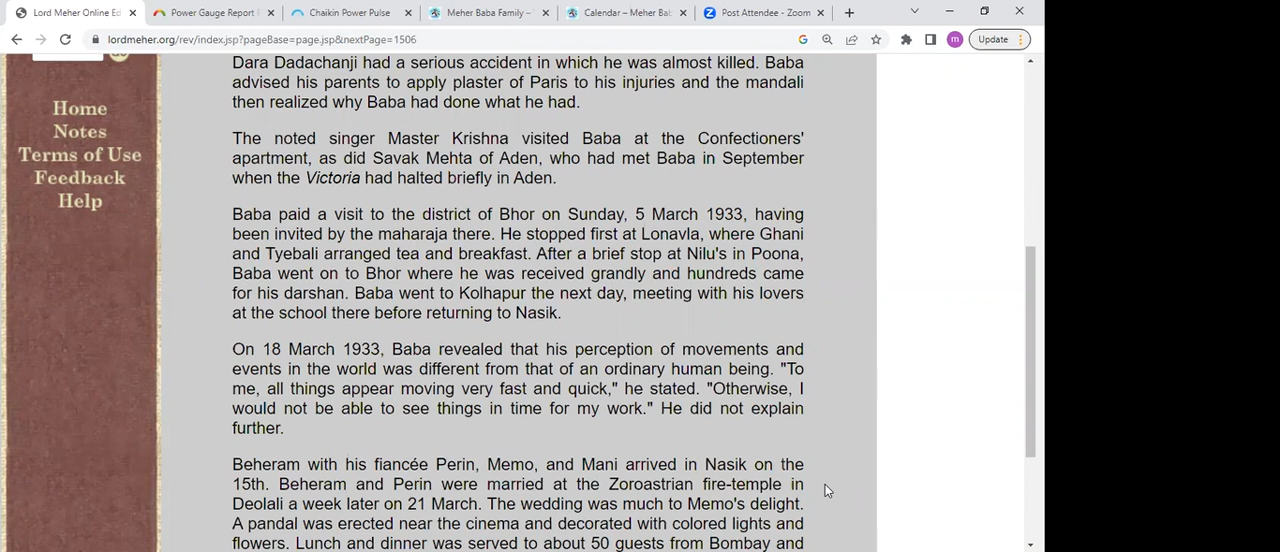 Lord Meher Online Ed
Power Gauge Report
Chaikin Power Pulse
Meher Baba Family –
Calendar – Meher Bab
Post Attendee - Zoom
lordmeher.org/rev/index.jsp?pageBase=page.jsp&nextPage=1506
m
Update
Go
Home
Notes
Terms of Use
Feedback
Help
Dara Dadachanji had a serious accident in which he was almost killed. Baba
advised his parents to apply plaster of Paris to his injuries and the mandali
then realized why Baba had done what he had.
The noted singer Master Krishna visited Baba at the Confectioners'
apartment, as did Savak Mehta of Aden, who had met Baba in September
when the Victoria had halted briefly in Aden.
Baba paid a visit to the district of Bhor on Sunday, 5 March 1933, having
been invited by the maharaja there. He stopped first at Lonavla, where Ghani
and Tyebali arranged tea and breakfast. After a brief stop at Nilu's in Poona,
Baba went on to Bhor where he was received grandly and hundreds came
for his darshan. Baba went to Kolhapur the next day, meeting with his lovers
at the school there before returning to Nasik.
On 18 March 1933, Baba revealed that his perception of movements and
events in the world was different from that of an ordinary human being. "To
me, all things appear moving very fast and quick," he stated. "Otherwise, I
would not be able to see things in time for my work." He did not explain
further.
Beheram with his fiancée Perin, Memo, and Mani arrived in Nasik on the
15th. Beheram and Perin were married at the Zoroastrian fire-temple in
Deolali a week later on 21 March. The wedding was much to Memo's delight.
A pandal was erected near the cinema and decorated with colored lights and
flowers. Lunch and dinner was served to about 50 guests from Bombay and